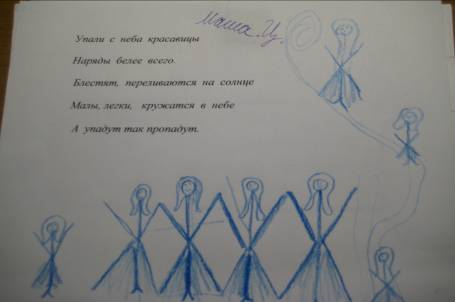 Маша Ц.
Упали с неба красавицы
Наряды белее всего.
Блестят, переливаются на солнце
Малы, легки, кружатся в небе
А упадут так пропадут.